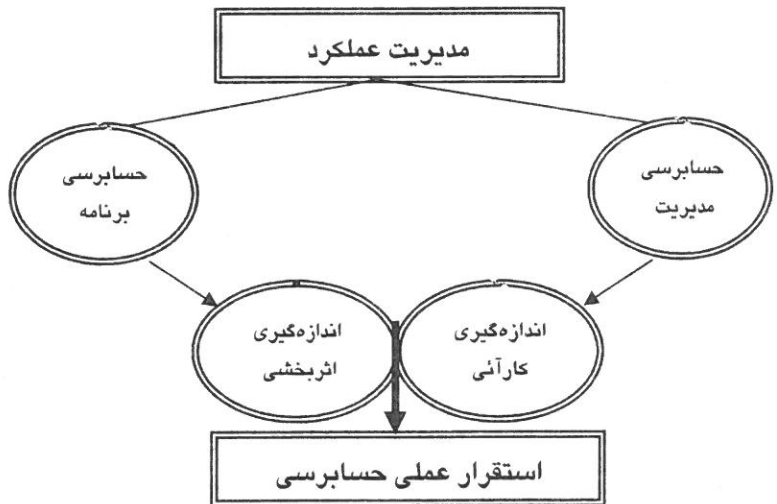 مدیریت عملکرد
حسابرسی
مدیریت
حسابرسی
برنامه
اندازه‌گیری
کارآئی
اندازه‌گیری
اثربخشی
استقرار عملی حسابرسی